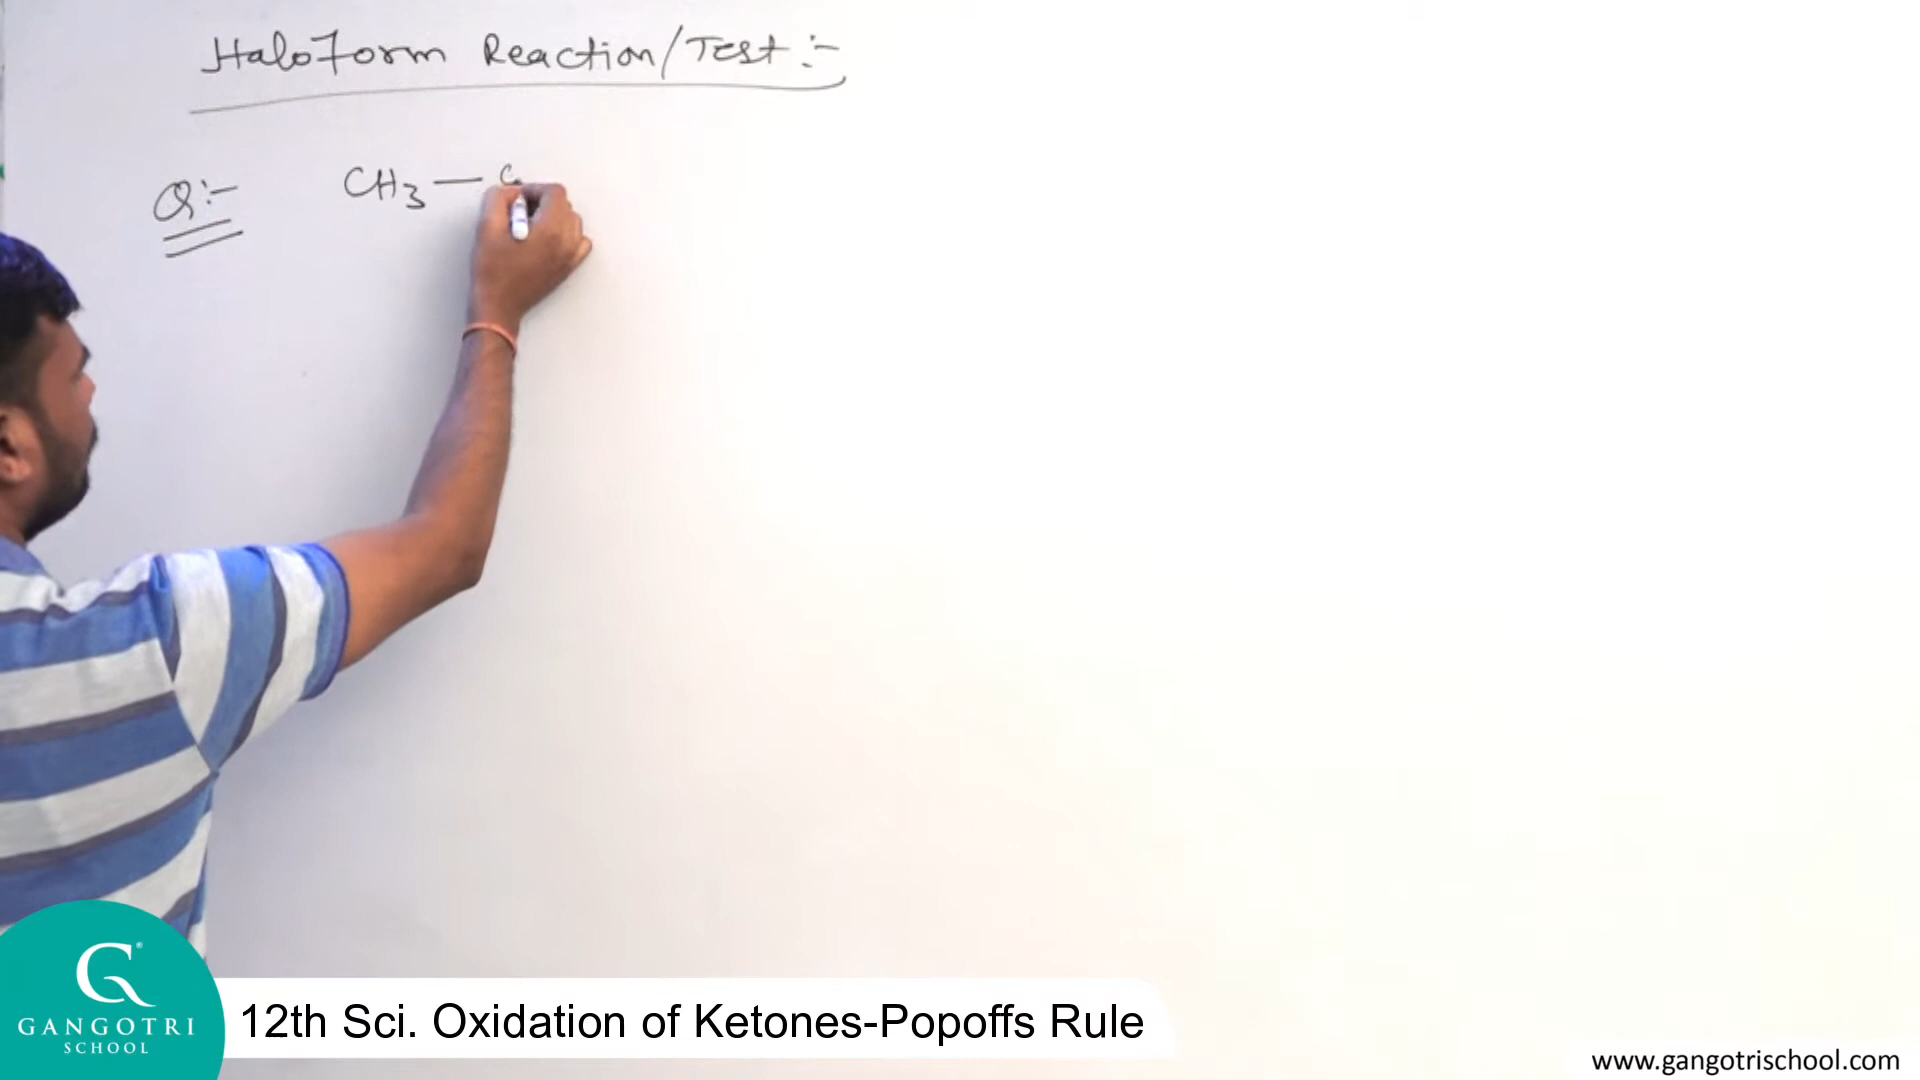 Haloform Reaction/Test :-
Q:- CH3 — C
GANGOTRI
SCHOOL
12th Sci. Oxidation of Ketones-Popoffs Rule
www.gangotrischool.com